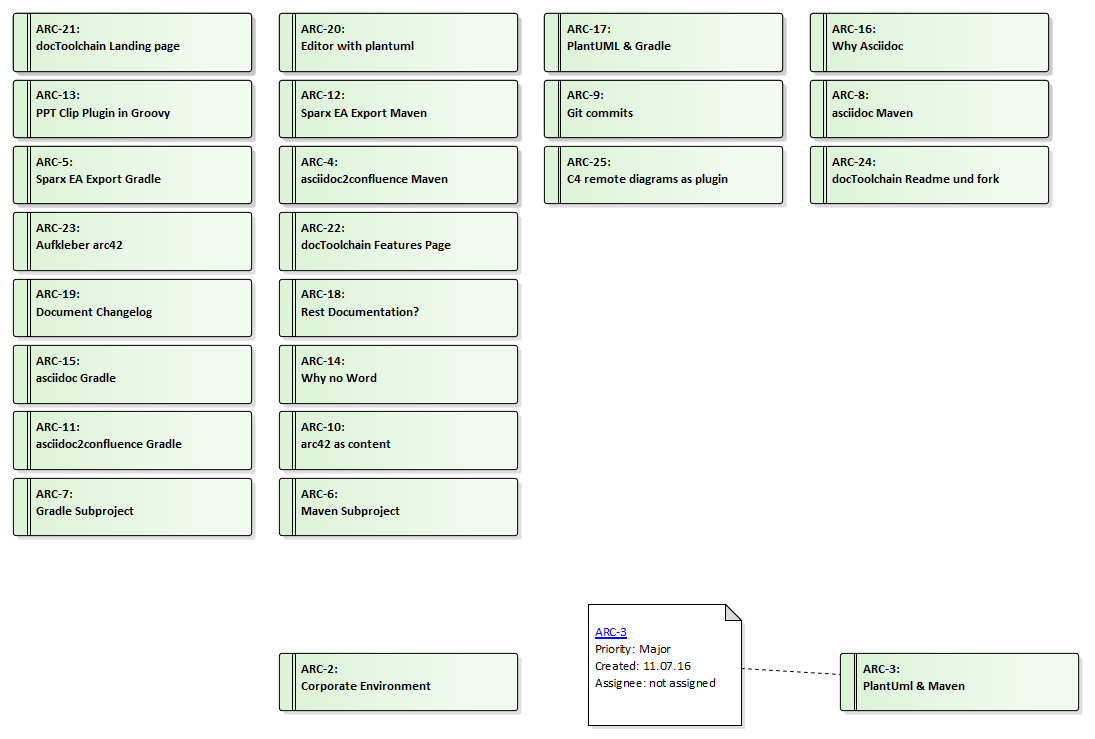 ARC-21:
docToolchain Landing page
ARC-20:
Editor with plantuml
ARC-17:
PlantUML & Gradle
ARC-16:
Why Asciidoc
ARC-13:
PPT Clip Plugin in Groovy
ARC-12:
Sparx EA Export Maven
ARC-9:
Git commits
ARC-8:
asciidoc Maven
ARC-5:
Sparx EA Export Gradle
ARC-4:
asciidoc2confluence Maven
ARC-25:
C4 remote diagrams as plugin
ARC-24:
docToolchain Readme und fork
ARC-23:
Aufkleber arc42
ARC-22:
docToolchain Features Page
ARC-19:
Document Changelog
ARC-18:
Rest Documentation?
ARC-15:
asciidoc Gradle
ARC-14:
Why no Word
ARC-11:
asciidoc2confluence Gradle
ARC-10:
arc42 as content
ARC-7:
Gradle Subproject
ARC-6:
Maven Subproject
ARC-2:
Corporate Environment
ARC-3
Priority: Major
Created: 11.07.16
Assignee: not assigned
ARC-3:
PlantUml & Maven